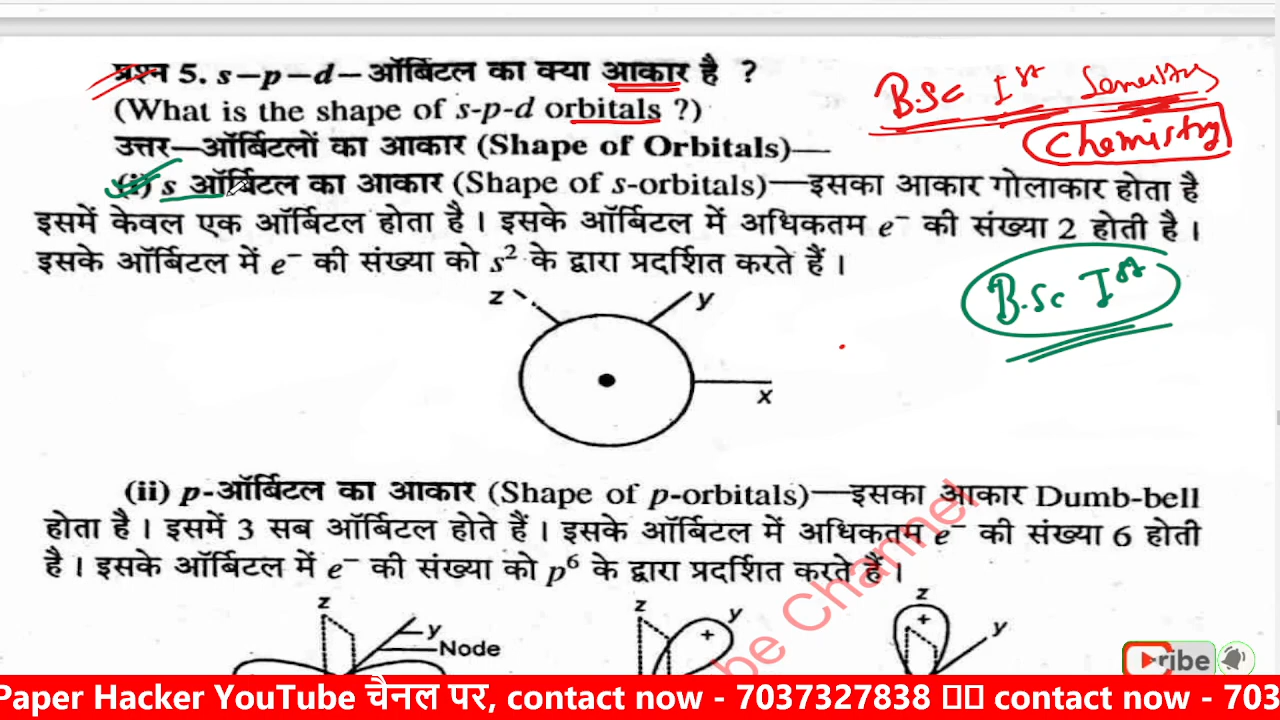 प्रश्न 5. s–p–d–ऑर्बिटल का क्या आकार है ?
(What is the shape of s-p-d orbitals ?)
उत्तर—ऑर्बिटलों का आकार (Shape of Orbitals)—
(i) s ऑर्बिटल का आकार (Shape of s-orbitals)—इसका आकार गोलाकार होता है
इसमें केवल एक ऑर्बिटल होता है। इसके ऑर्बिटल में अधिकतम e⁻ की संख्या 2 होती है।
इसके ऑर्बिटल में e⁻ की संख्या को s² के द्वारा प्रदर्शित करते हैं।
B.Sc Ist Semester
Chemistry
B.Sc Ist
z y
x
(ii) p-ऑर्बिटल का आकार (Shape of p-orbitals)—इसका आकार Dumb-bell
होता है। इसमें 3 सब ऑर्बिटल होते हैं। इसके ऑर्बिटल में अधिकतम e⁻ की संख्या 6 होती
है। इसके ऑर्बिटल में e⁻ की संख्या को p⁶ के द्वारा प्रदर्शित करते हैं।
z y Node
z y +
z y +
be Channel
ribe
Paper Hacker YouTube चैनल पर, contact now - 7037327838 contact now - 703